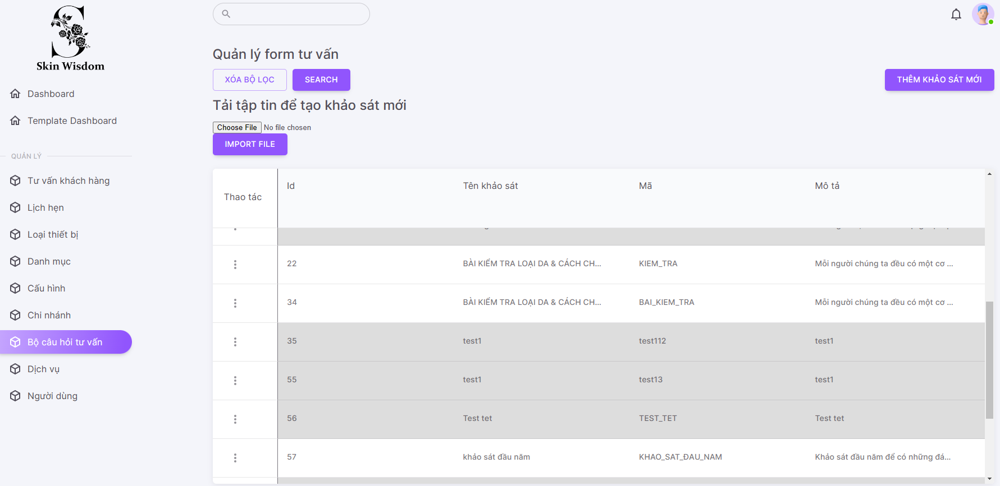 Skin Wisdom
Dashboard
Template Dashboard
QUẢN LÝ
Tư vấn khách hàng
Lịch hẹn
Loại thiết bị
Danh mục
Cấu hình
Chi nhánh
Bộ câu hỏi tư vấn
Dịch vụ
Người dùng
Quản lý form tư vấn
XÓA BỘ LỌC SEARCH THÊM KHẢO SÁT MỚI
Tải tập tin để tạo khảo sát mới
Choose File No file chosen
IMPORT FILE
Thao tác Id Tên khảo sát Mã Mô tả
22 BÀI KIỂM TRA LOẠI DA & CÁCH CH... KIEM_TRA Mỗi người chúng ta đều có một cơ ...
34 BÀI KIỂM TRA LOẠI DA & CÁCH CH... BAI_KIEM_TRA Mỗi người chúng ta đều có một cơ ...
35 test1 test112 test1
55 test1 test13 test1
56 Test tet TEST_TET Test tet
57 khảo sát đầu năm KHAO_SAT_ĐAU_NAM Khảo sát đầu năm để có những đá...